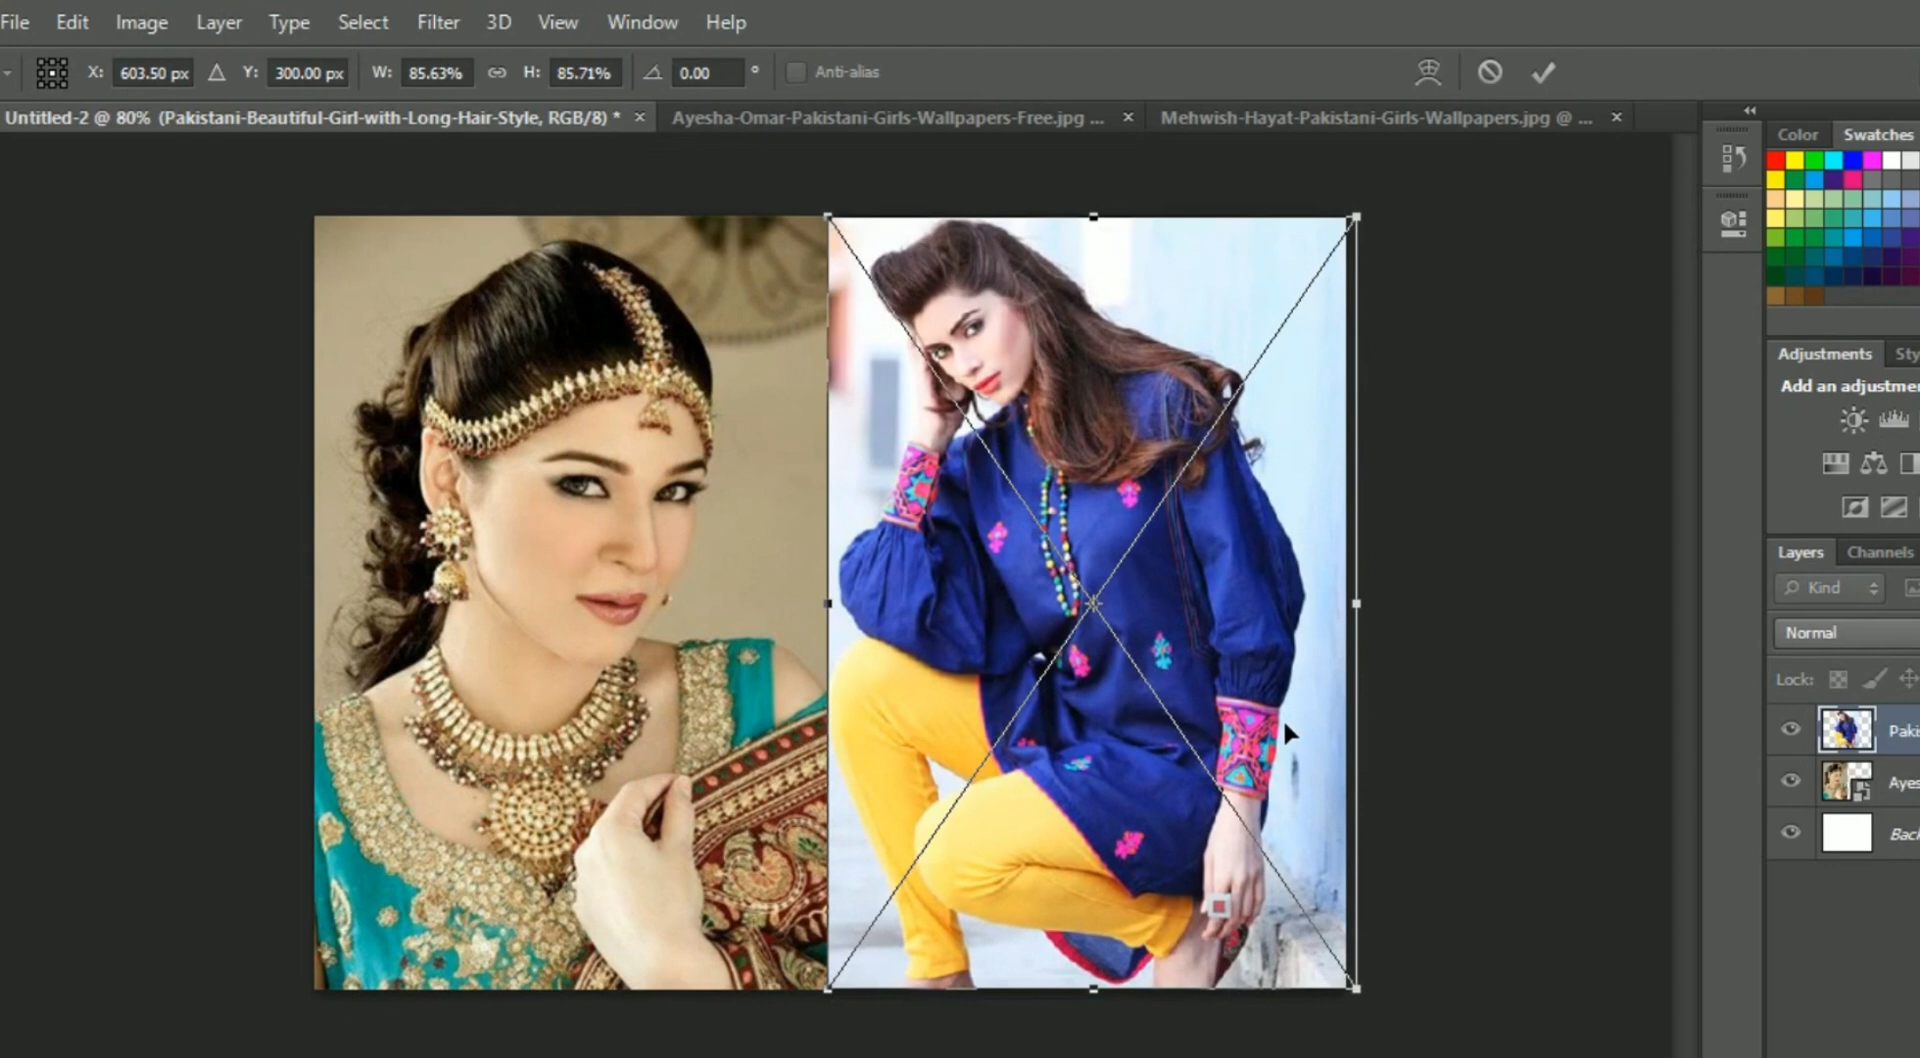 File Edit Image Layer Type Select Filter 3D View Window Help
X: 603.50 px Y: 300.00 px W: 85.63% H: 85.71% 0.00 ° Anti-alias
Untitled-2 @ 80% (Pakistani-Beautiful-Girl-with-Long-Hair-Style, RGB/8) * × Ayesha-Omar-Pakistani-Girls-Wallpapers-Free.jpg ... × Mehwish-Hayat-Pakistani-Girls-Wallpapers.jpg @ ... ×
Color Swatches
Adjustments Sty
Add an adjustme
Layers Channels
Kind
Normal
Lock:
Paki
Ayes
Back